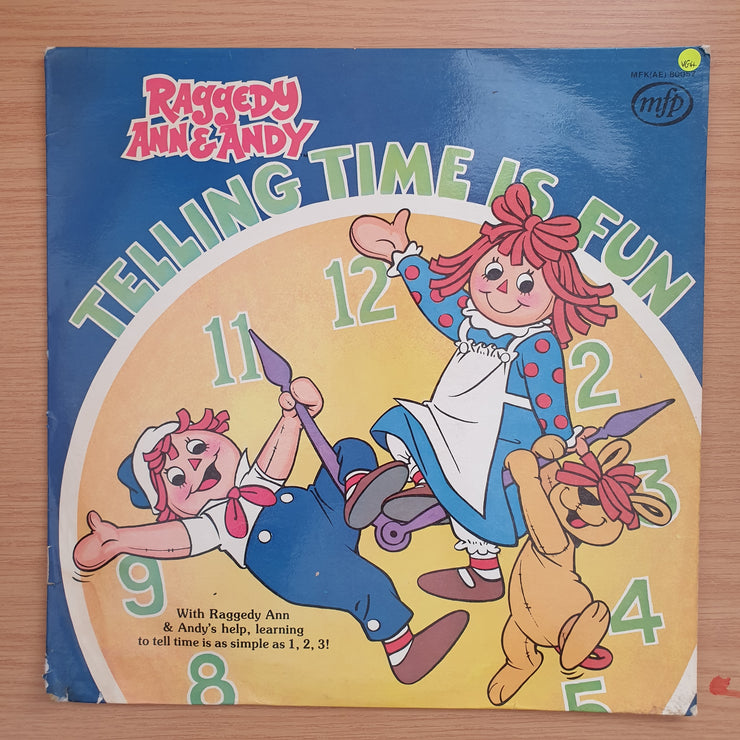 VG+
MFK(AE) 80057
mfp
RAGGEDY
ANN & ANDY
TELLING TIME IS FUN
12
11
2
3
9
4
8
5
With Raggedy Ann
& Andy's help, learning
to tell time is as simple as 1, 2, 3!